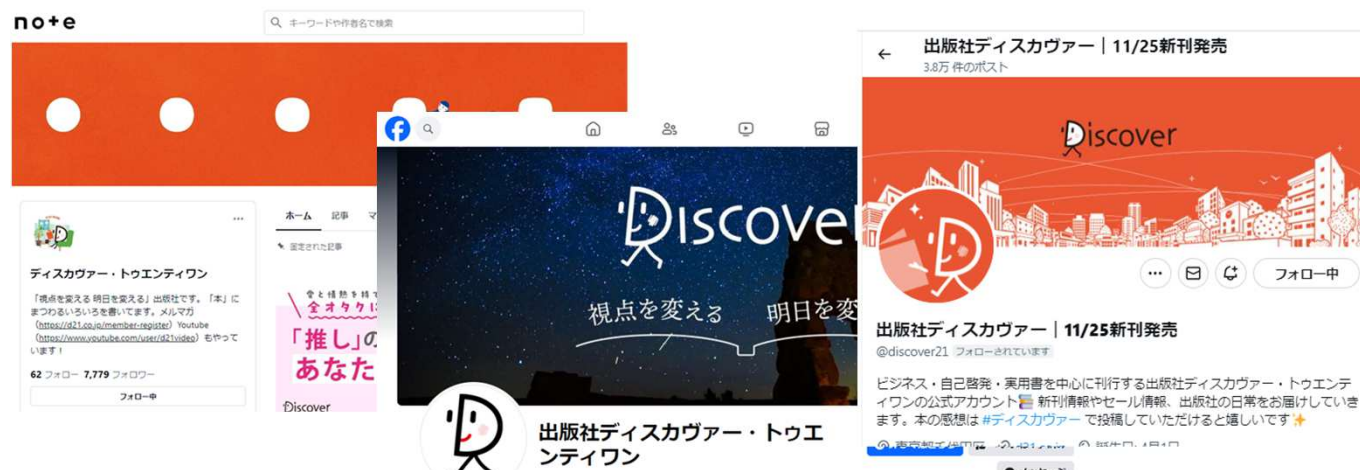 note
キーワードや作者名で検索
ディスカヴァー・トゥエンティワン
「視点を変える 明日を変える」出版社です。「本」に
まつわるいろいろを書いてます。メルマガ
(https://d21.co.jp/member-register) Youtube
(https://www.youtube.com/user/d21video) もやって
います!
62 フォロー 7,779 フォロワー
フォロー中
ホーム 記事 マ
固定された記事
愛と情熱を持て
全オタクに
「推し」の
あなた
Discover
Discover
視点を変える 明日を変
出版社ディスカヴァー・トゥエ
ンティワン
出版社ディスカヴァー|11/25新刊発売
3.8万 件のポスト
Discover
フォロー中
出版社ディスカヴァー|11/25新刊発売
@discover21 フォローされています
ビジネス・自己啓発・実用書を中心に刊行する出版社ディスカヴァー・トゥエンテ
ィワンの公式アカウント 新刊情報やセール情報、出版社の日常をお届けしていき
ます。本の感想は #ディスカヴァー で投稿していただけると嬉しいです